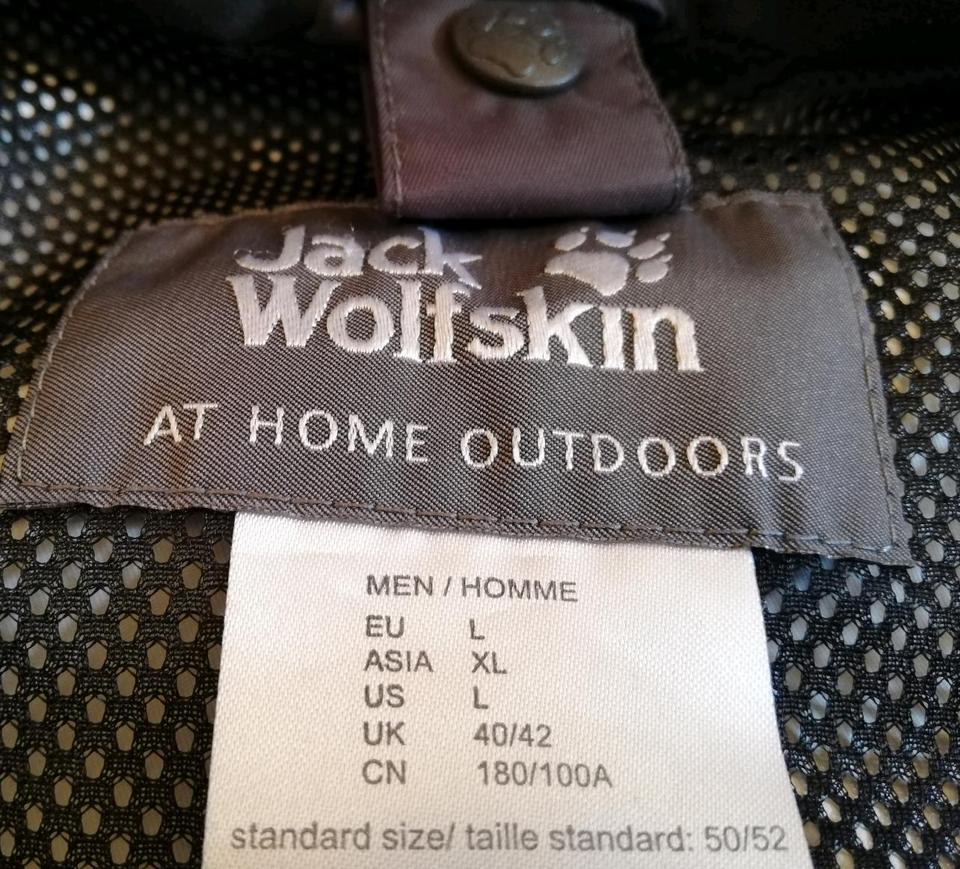 Jack
Wolfskin
AT HOME OUTDOORS
MEN / HOMME
EU L
ASIA XL
US L
UK 40/42
CN 180/100A
standard size/ taille standard: 50/52